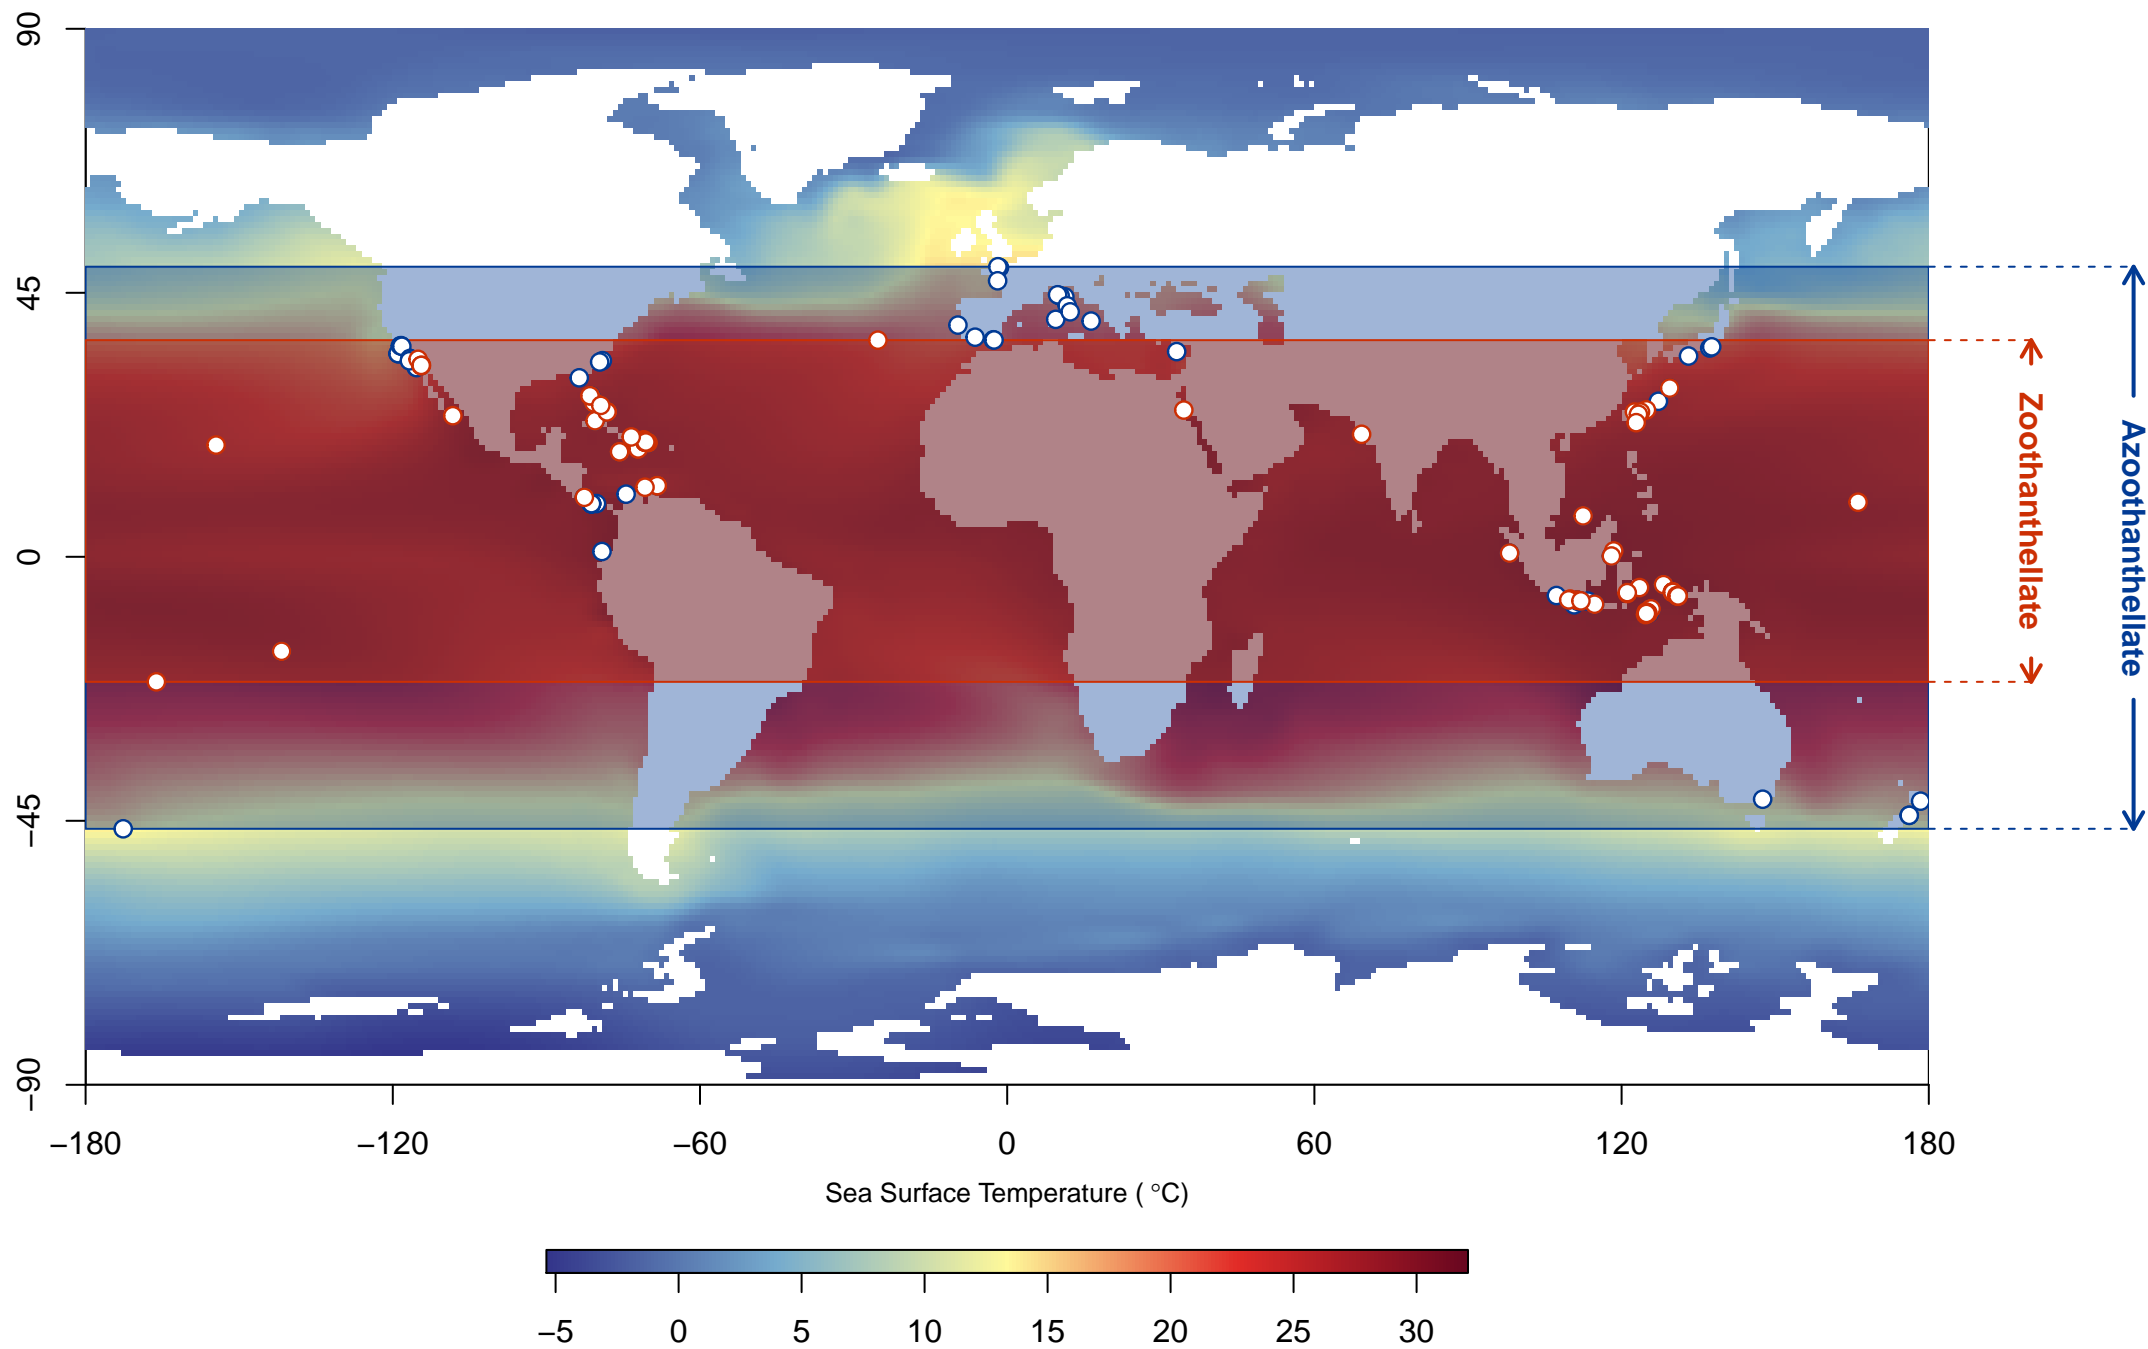 90
45
0
−45
−90
−180 −120 −60 0 60 120 180
Zoothanthellate
Azoothanthellate
Sea Surface Temperature ( °C)
−5 0 5 10 15 20 25 30